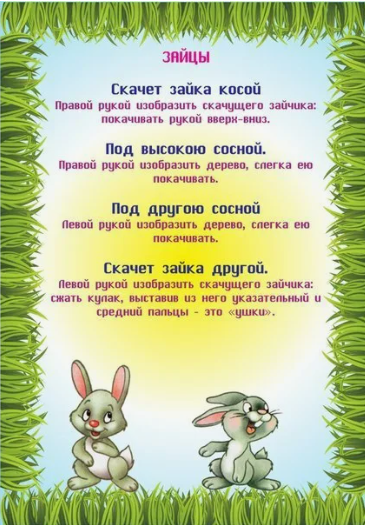 ЗАЙЦЫ
Скачет зайка косой
Правой рукой изобразить скачущего зайчика:
покачивать рукой вверх-вниз.
Под высокою сосной.
Правой рукой изобразить дерево, слегка ею
покачивать.
Под другою сосной
Левой рукой изобразить дерево, слегка ею
покачивать.
Скачет зайка другой.
Левой рукой изобразить скачущего зайчика:
сжать кулак, выставив из него указательный и
средний пальцы - это «ушки».